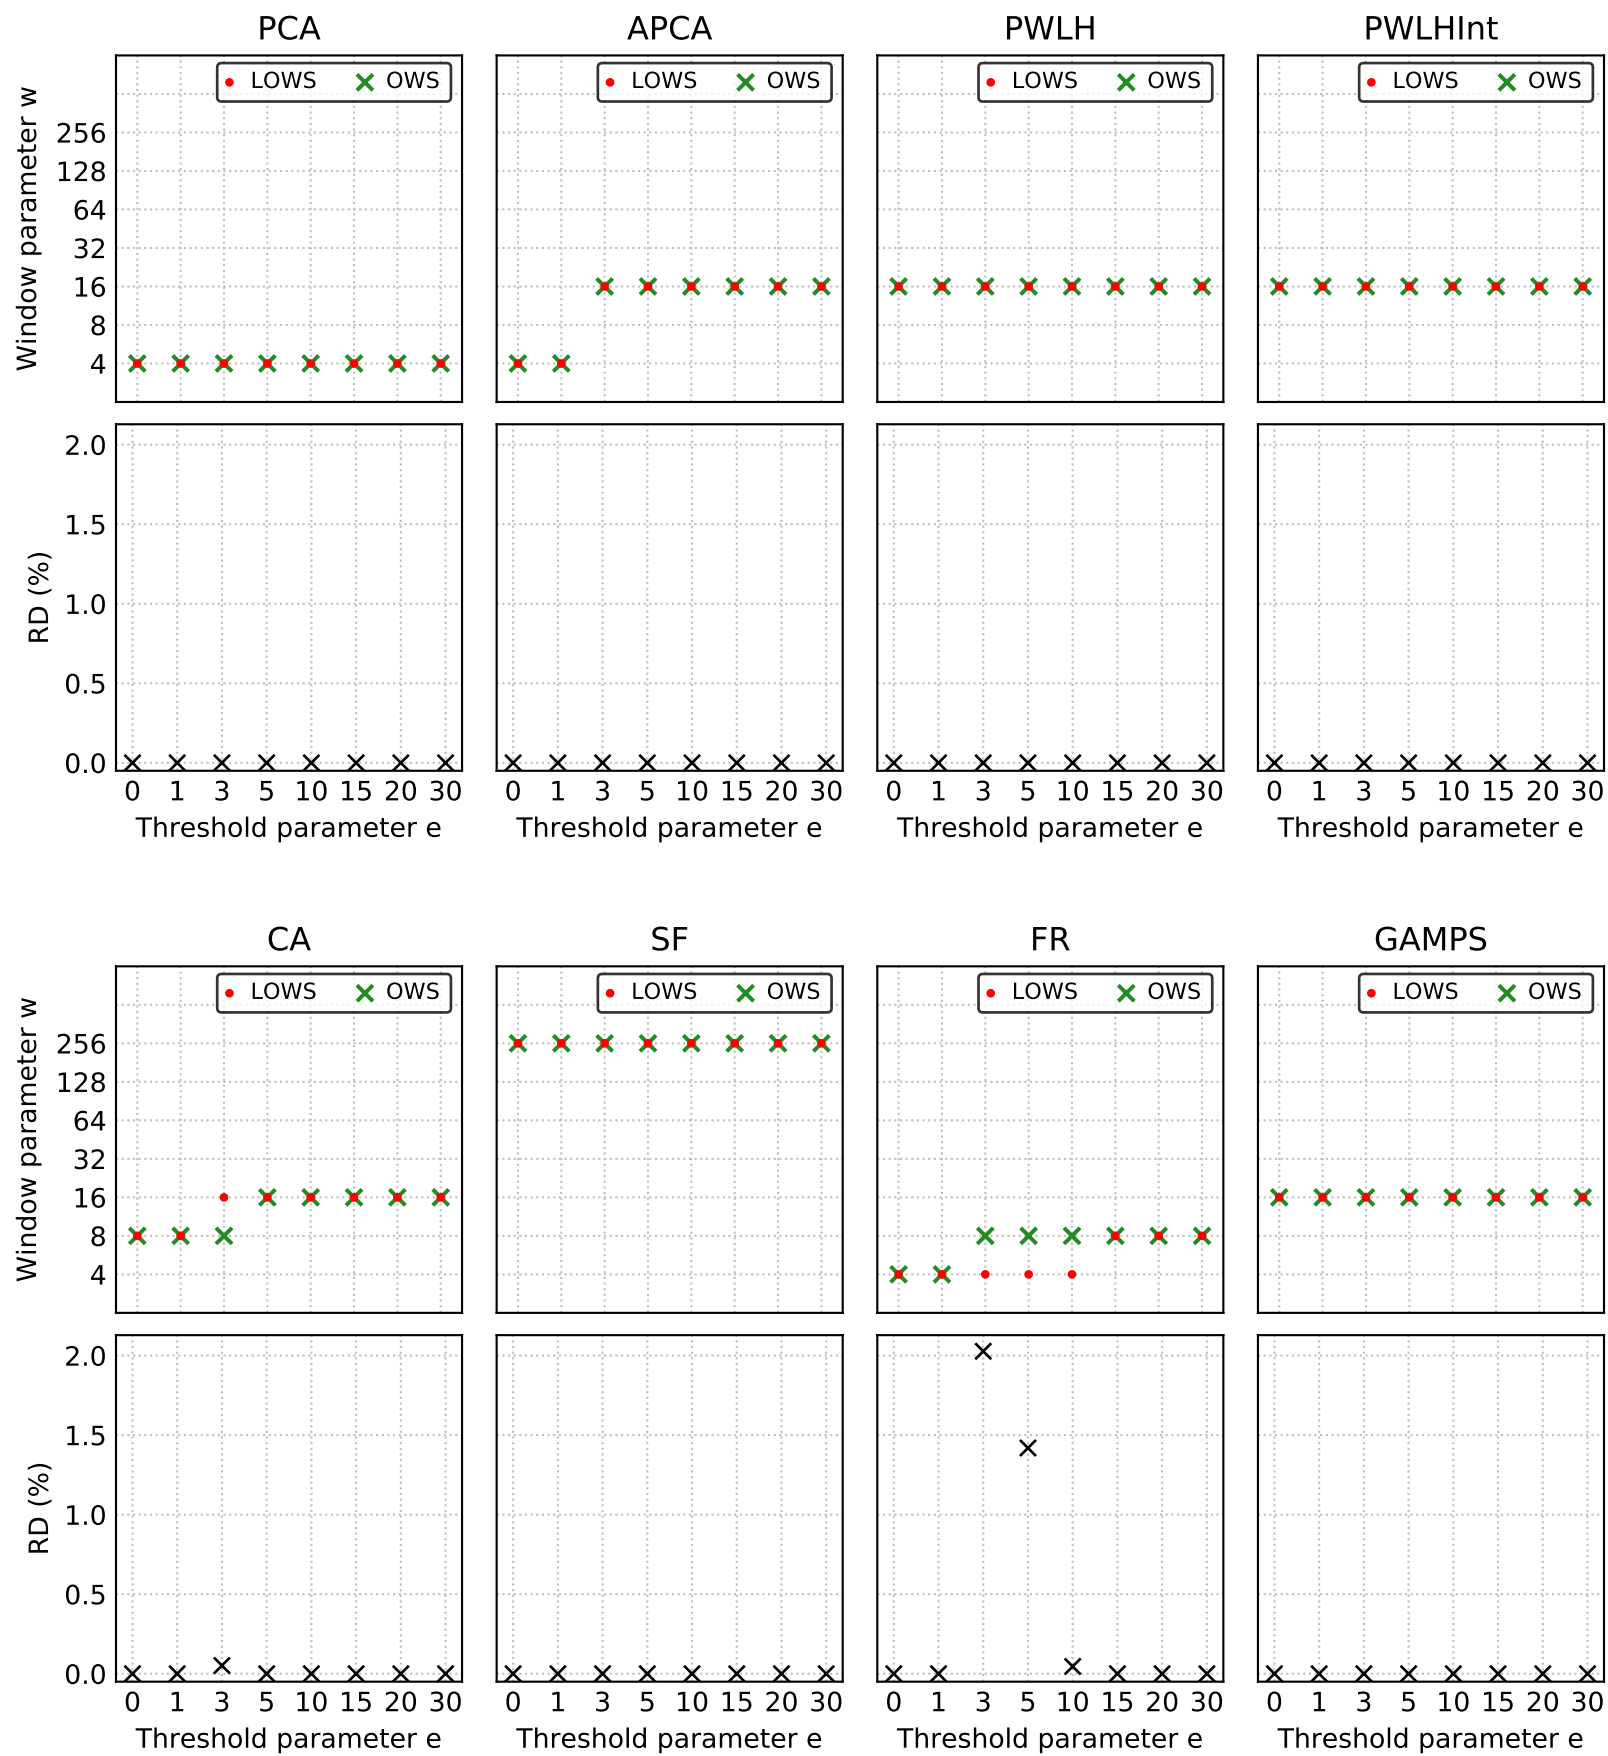 PCA APCA PWLH PWLHInt
LOWS OWS LOWS OWS LOWS OWS LOWS OWS
Window parameter w
256
128
64
32
16
8
4
RD (%)
2.0
1.5
1.0
0.5
0.0
0 1 3 5 10 15 20 30 0 1 3 5 10 15 20 30 0 1 3 5 10 15 20 30 0 1 3 5 10 15 20 30
Threshold parameter e Threshold parameter e Threshold parameter e Threshold parameter e
CA SF FR GAMPS
LOWS OWS LOWS OWS LOWS OWS LOWS OWS
Window parameter w
256
128
64
32
16
8
4
RD (%)
2.0
1.5
1.0
0.5
0.0
0 1 3 5 10 15 20 30 0 1 3 5 10 15 20 30 0 1 3 5 10 15 20 30 0 1 3 5 10 15 20 30
Threshold parameter e Threshold parameter e Threshold parameter e Threshold parameter e